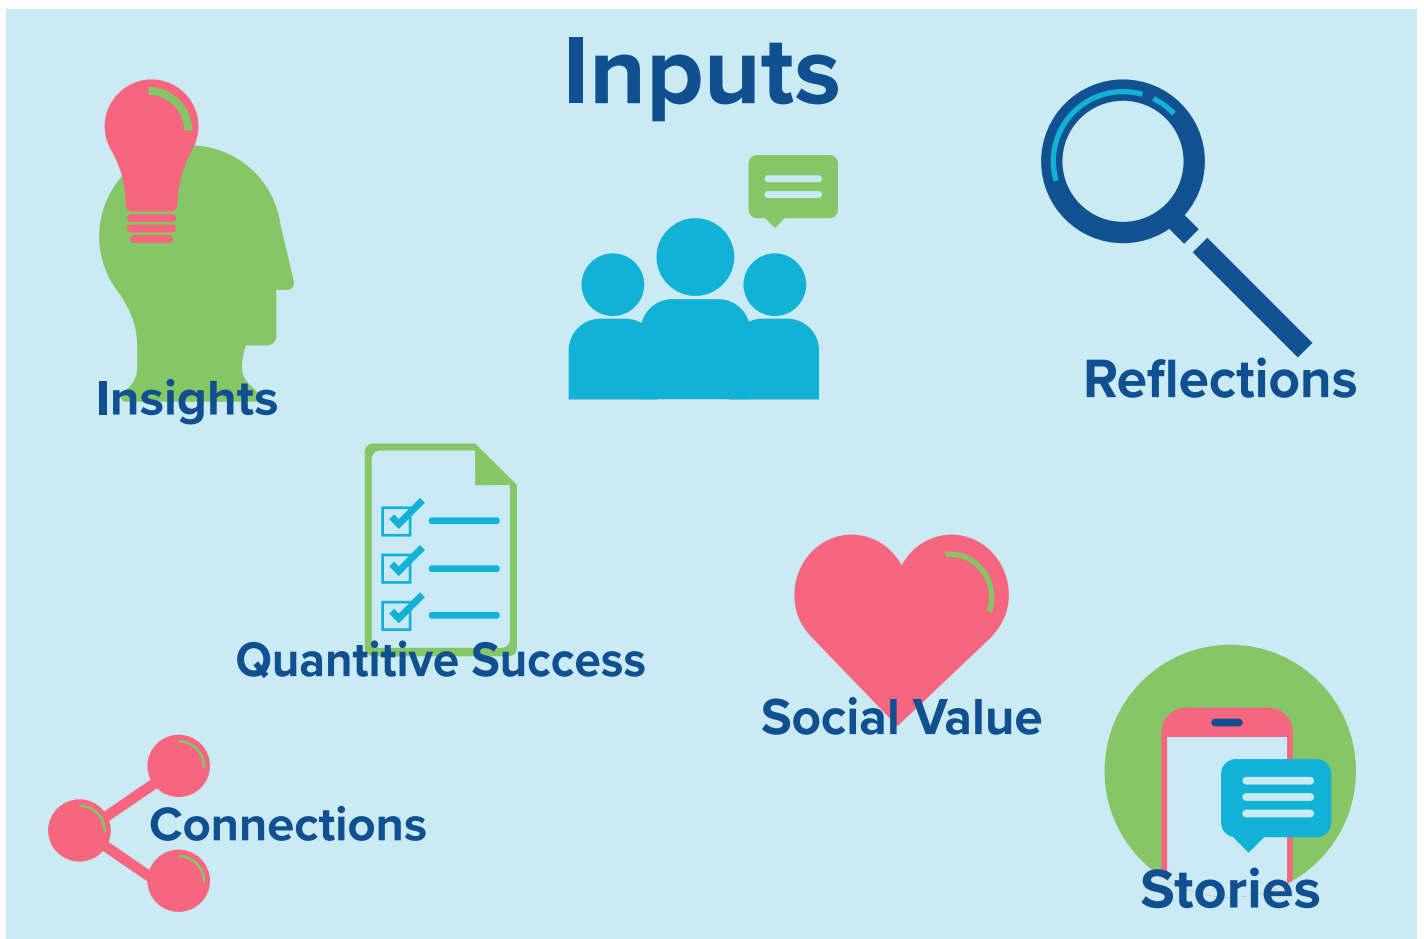 Inputs
Insights
Reflections
Quantitive Success
Social Value
Connections
Stories